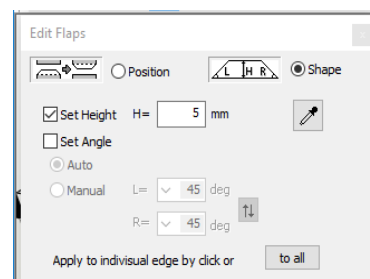 Edit Flaps
x
Position L H R Shape
Set Height H= 5 mm
Set Angle
Auto
Manual L= 45 deg
R= 45 deg
Apply to indivisual edge by click or to all